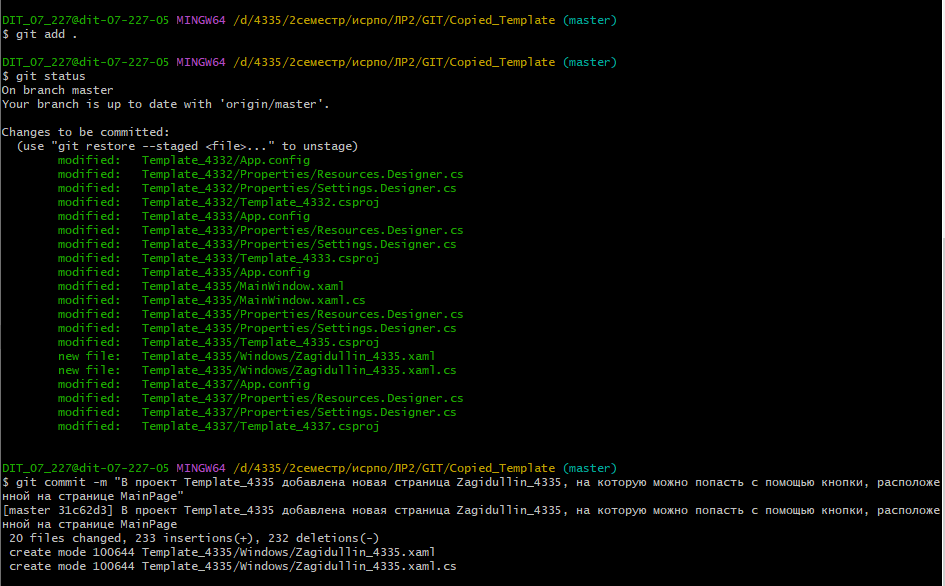 DIT_07_227@dit-07-227-05 MINGW64 /d/4335/2семестр/исрпо/ЛР2/GIT/Copied_Template (master)
$ git add .
DIT_07_227@dit-07-227-05 MINGW64 /d/4335/2семестр/исрпо/ЛР2/GIT/Copied_Template (master)
$ git status
On branch master
Your branch is up to date with 'origin/master'.
Changes to be committed:
  (use "git restore --staged <file>..." to unstage)
        modified:   Template_4332/App.config
        modified:   Template_4332/Properties/Resources.Designer.cs
        modified:   Template_4332/Properties/Settings.Designer.cs
        modified:   Template_4332/Template_4332.csproj
        modified:   Template_4333/App.config
        modified:   Template_4333/Properties/Resources.Designer.cs
        modified:   Template_4333/Properties/Settings.Designer.cs
        modified:   Template_4333/Template_4333.csproj
        modified:   Template_4335/App.config
        modified:   Template_4335/MainWindow.xaml
        modified:   Template_4335/MainWindow.xaml.cs
        modified:   Template_4335/Properties/Resources.Designer.cs
        modified:   Template_4335/Properties/Settings.Designer.cs
        modified:   Template_4335/Template_4335.csproj
        new file:   Template_4335/Windows/Zagidullin_4335.xaml
        new file:   Template_4335/Windows/Zagidullin_4335.xaml.cs
        modified:   Template_4337/App.config
        modified:   Template_4337/Properties/Resources.Designer.cs
        modified:   Template_4337/Properties/Settings.Designer.cs
        modified:   Template_4337/Template_4337.csproj
DIT_07_227@dit-07-227-05 MINGW64 /d/4335/2семестр/исрпо/ЛР2/GIT/Copied_Template (master)
$ git commit -m "В проект Template_4335 добавлена новая страница Zagidullin_4335, на которую можно попасть с помощью кнопки, расположе
нной на странице MainPage"
[master 31c62d3] В проект Template_4335 добавлена новая страница Zagidullin_4335, на которую можно попасть с помощью кнопки, расположе
нной на странице MainPage
 20 files changed, 233 insertions(+), 232 deletions(-)
 create mode 100644 Template_4335/Windows/Zagidullin_4335.xaml
 create mode 100644 Template_4335/Windows/Zagidullin_4335.xaml.cs